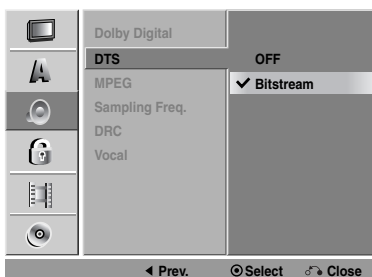 Dolby Digital
DTS
OFF
MPEG
✔ Bitstream
Sampling Freq.
DRC
Vocal
◀ Prev.
Select
Close